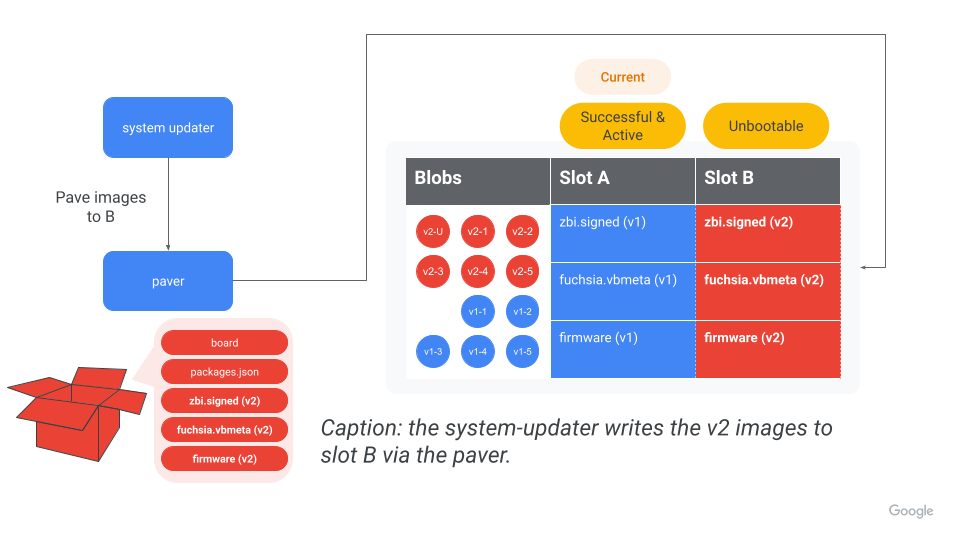 Current
Successful &
Active
Unbootable
system updater
Pave images
to B
paver
Blobs
Slot A
Slot B
v2-U
v2-1
v2-2
v2-3
v2-4
v2-5
v1-1
v1-2
v1-3
v1-4
v1-5
zbi.signed (v1)
zbi.signed (v2)
fuchsia.vbmeta (v1)
fuchsia.vbmeta (v2)
firmware (v1)
firmware (v2)
board
packages.json
zbi.signed (v2)
fuchsia.vbmeta (v2)
firmware (v2)
Caption: the system-updater writes the v2 images to
slot B via the paver.
Google